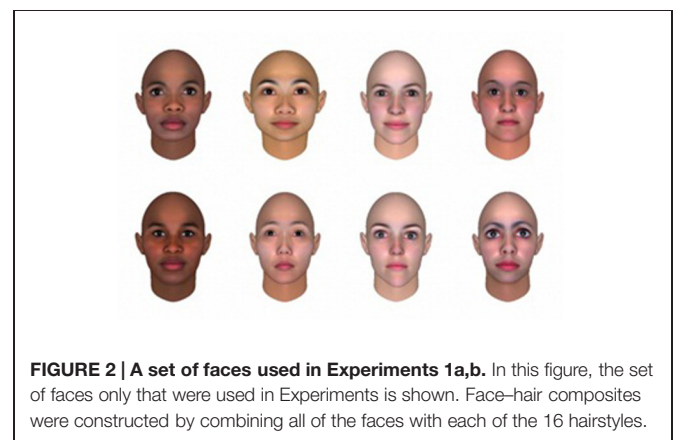 FIGURE 2 | A set of faces used in Experiments 1a,b. In this figure, the set
of faces only that were used in Experiments is shown. Face–hair composites
were constructed by combining all of the faces with each of the 16 hairstyles.